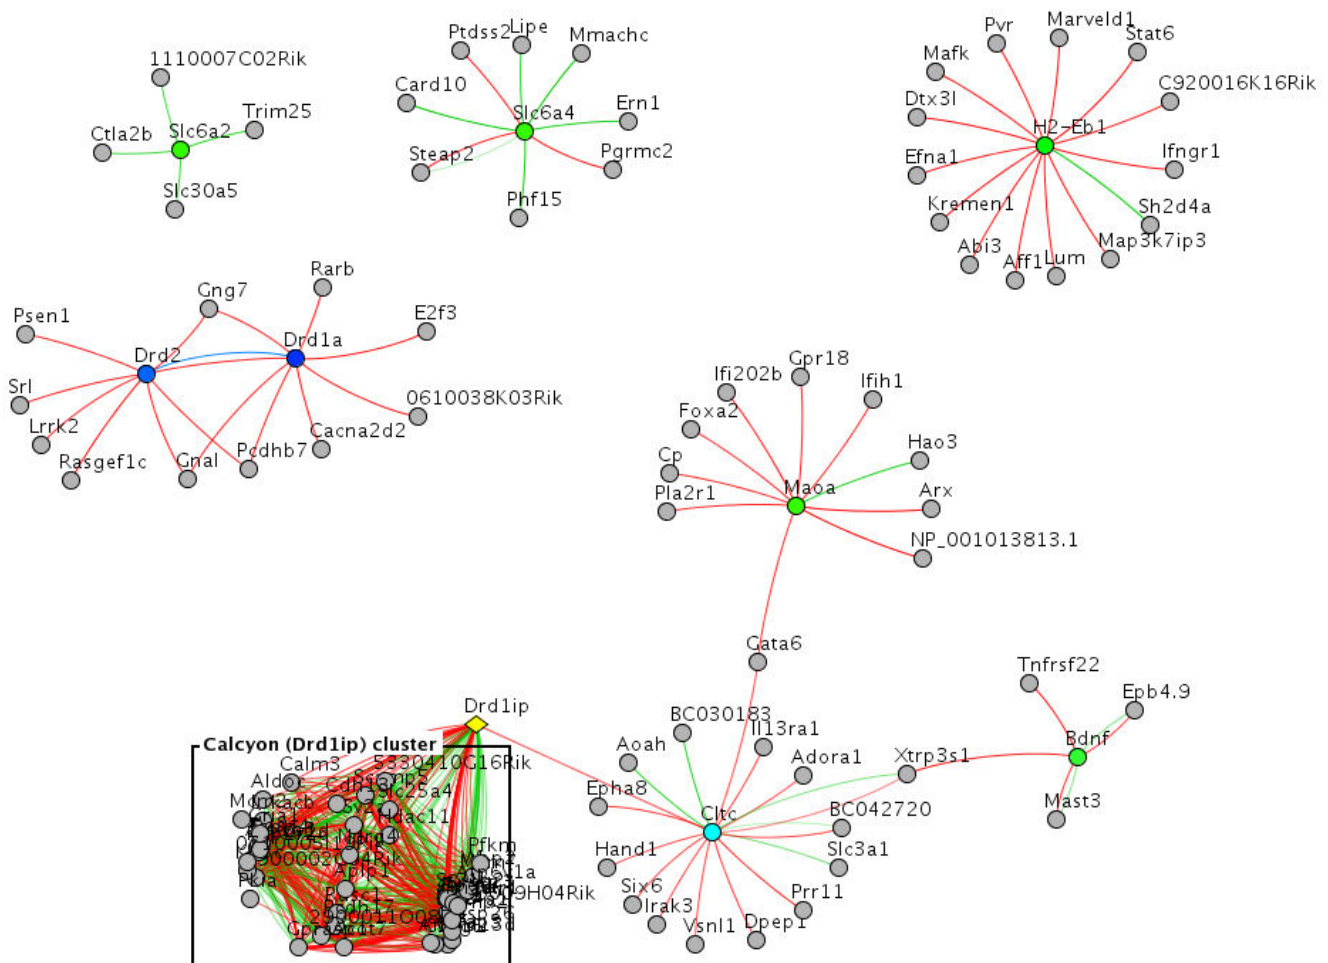 Ptdss2
Lipe
Mmachc
1110007C02Rik
Card10
Ern1
Trim25
Slc6a4
Ctla2b
Slc6a2
Steap2
Pgrmc2
Slc30a5
Phf15
Pvr
Marveld1
Stat6
Mafk
C920016K16Rik
Dtx3l
H2-Eb1
Efna1
Ifngr1
Kremen1
Sh2d4a
Abi3
Aff1
Lum
Map3k7ip3
Rarb
Gng7
Psen1
E2f3
Drd2
Drd1a
Srl
0610038K03Rik
Lrrk2
Cacna2d2
Rasgef1c
Gnal
Pcdhb7
Gpr18
Ifi202b
Ifih1
Foxa2
Hao3
Cp
Maoa
Arx
Pla2r1
NP_001013813.1
Gata6
Tnfrsf22
Epb4.9
Drd1ip
BC030183
Il13ra1
Bdnf
Aoah
Adora1
Xtrp3s1
Epha8
Cltc
BC042720
Mast3
Hand1
Slc3a1
Six6
Irak3
Prr11
Vsnl1
Dpep1
Calcyon (Drd1ip) cluster
5330410G16Rik
Calm3
Slc25a4
Hdac11
Pfkm
Aplp1